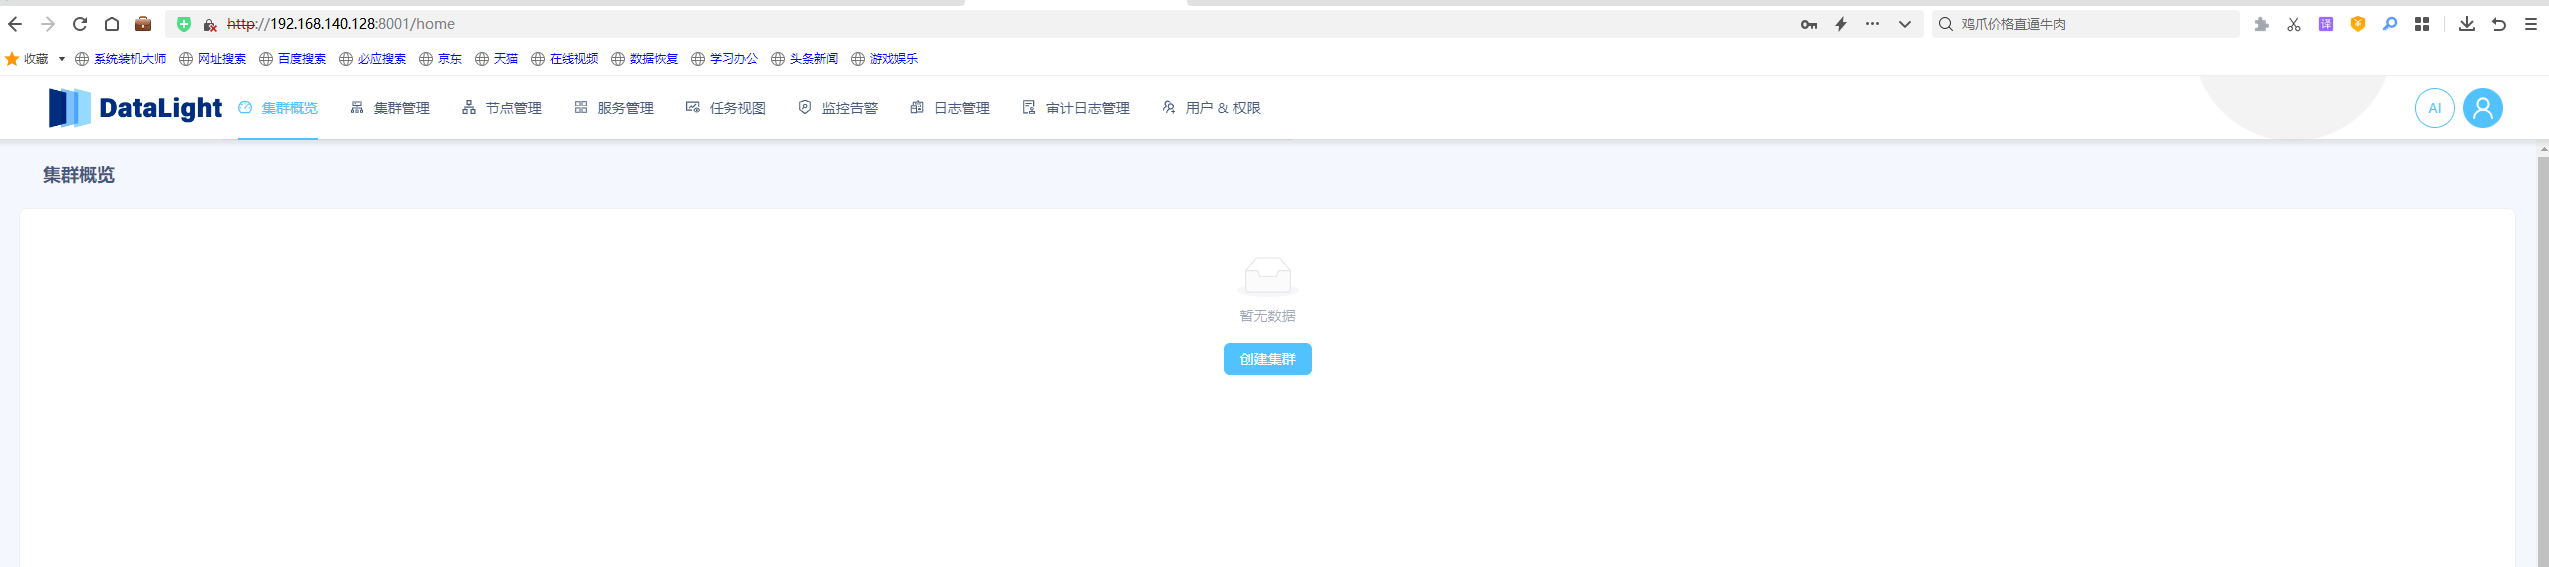 http://192.168.140.128:8001/home
鸡爪价格直逼牛肉
译
收藏 系统装机大师 网址搜索 百度搜索 必应搜索 京东 天猫 在线视频 数据恢复 学习办公 头条新闻 游戏娱乐
DataLight 集群概览 集群管理 节点管理 服务管理 任务视图 监控告警 日志管理 审计日志管理 用户 & 权限 AI
集群概览
暂无数据
创建集群